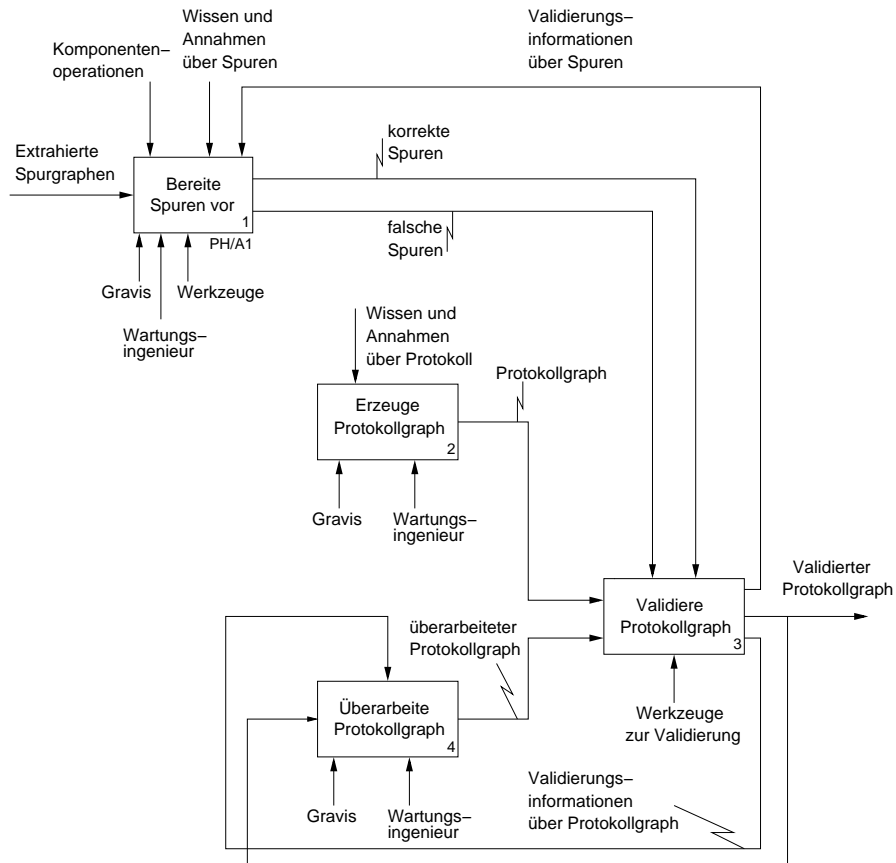 Wissen und
Annahmen
über Spuren
Validierungs–
informationen
über Spuren
Komponenten–
operationen
Extrahierte
Spurgraphen
korrekte
Spuren
Bereite
Spuren vor
1
PH/A1
falsche
Spuren
Gravis
Werkzeuge
Wartungs–
ingenieur
Wissen und
Annahmen
über Protokoll
Protokollgraph
Erzeuge
Protokollgraph
2
Gravis
Wartungs–
ingenieur
Validierter
Protokollgraph
Validiere
Protokollgraph
3
überarbeiteter
Protokollgraph
Überarbeite
Protokollgraph
4
Werkzeuge
zur Validierung
Gravis
Wartungs–
ingenieur
Validierungs–
informationen
über Protokollgraph